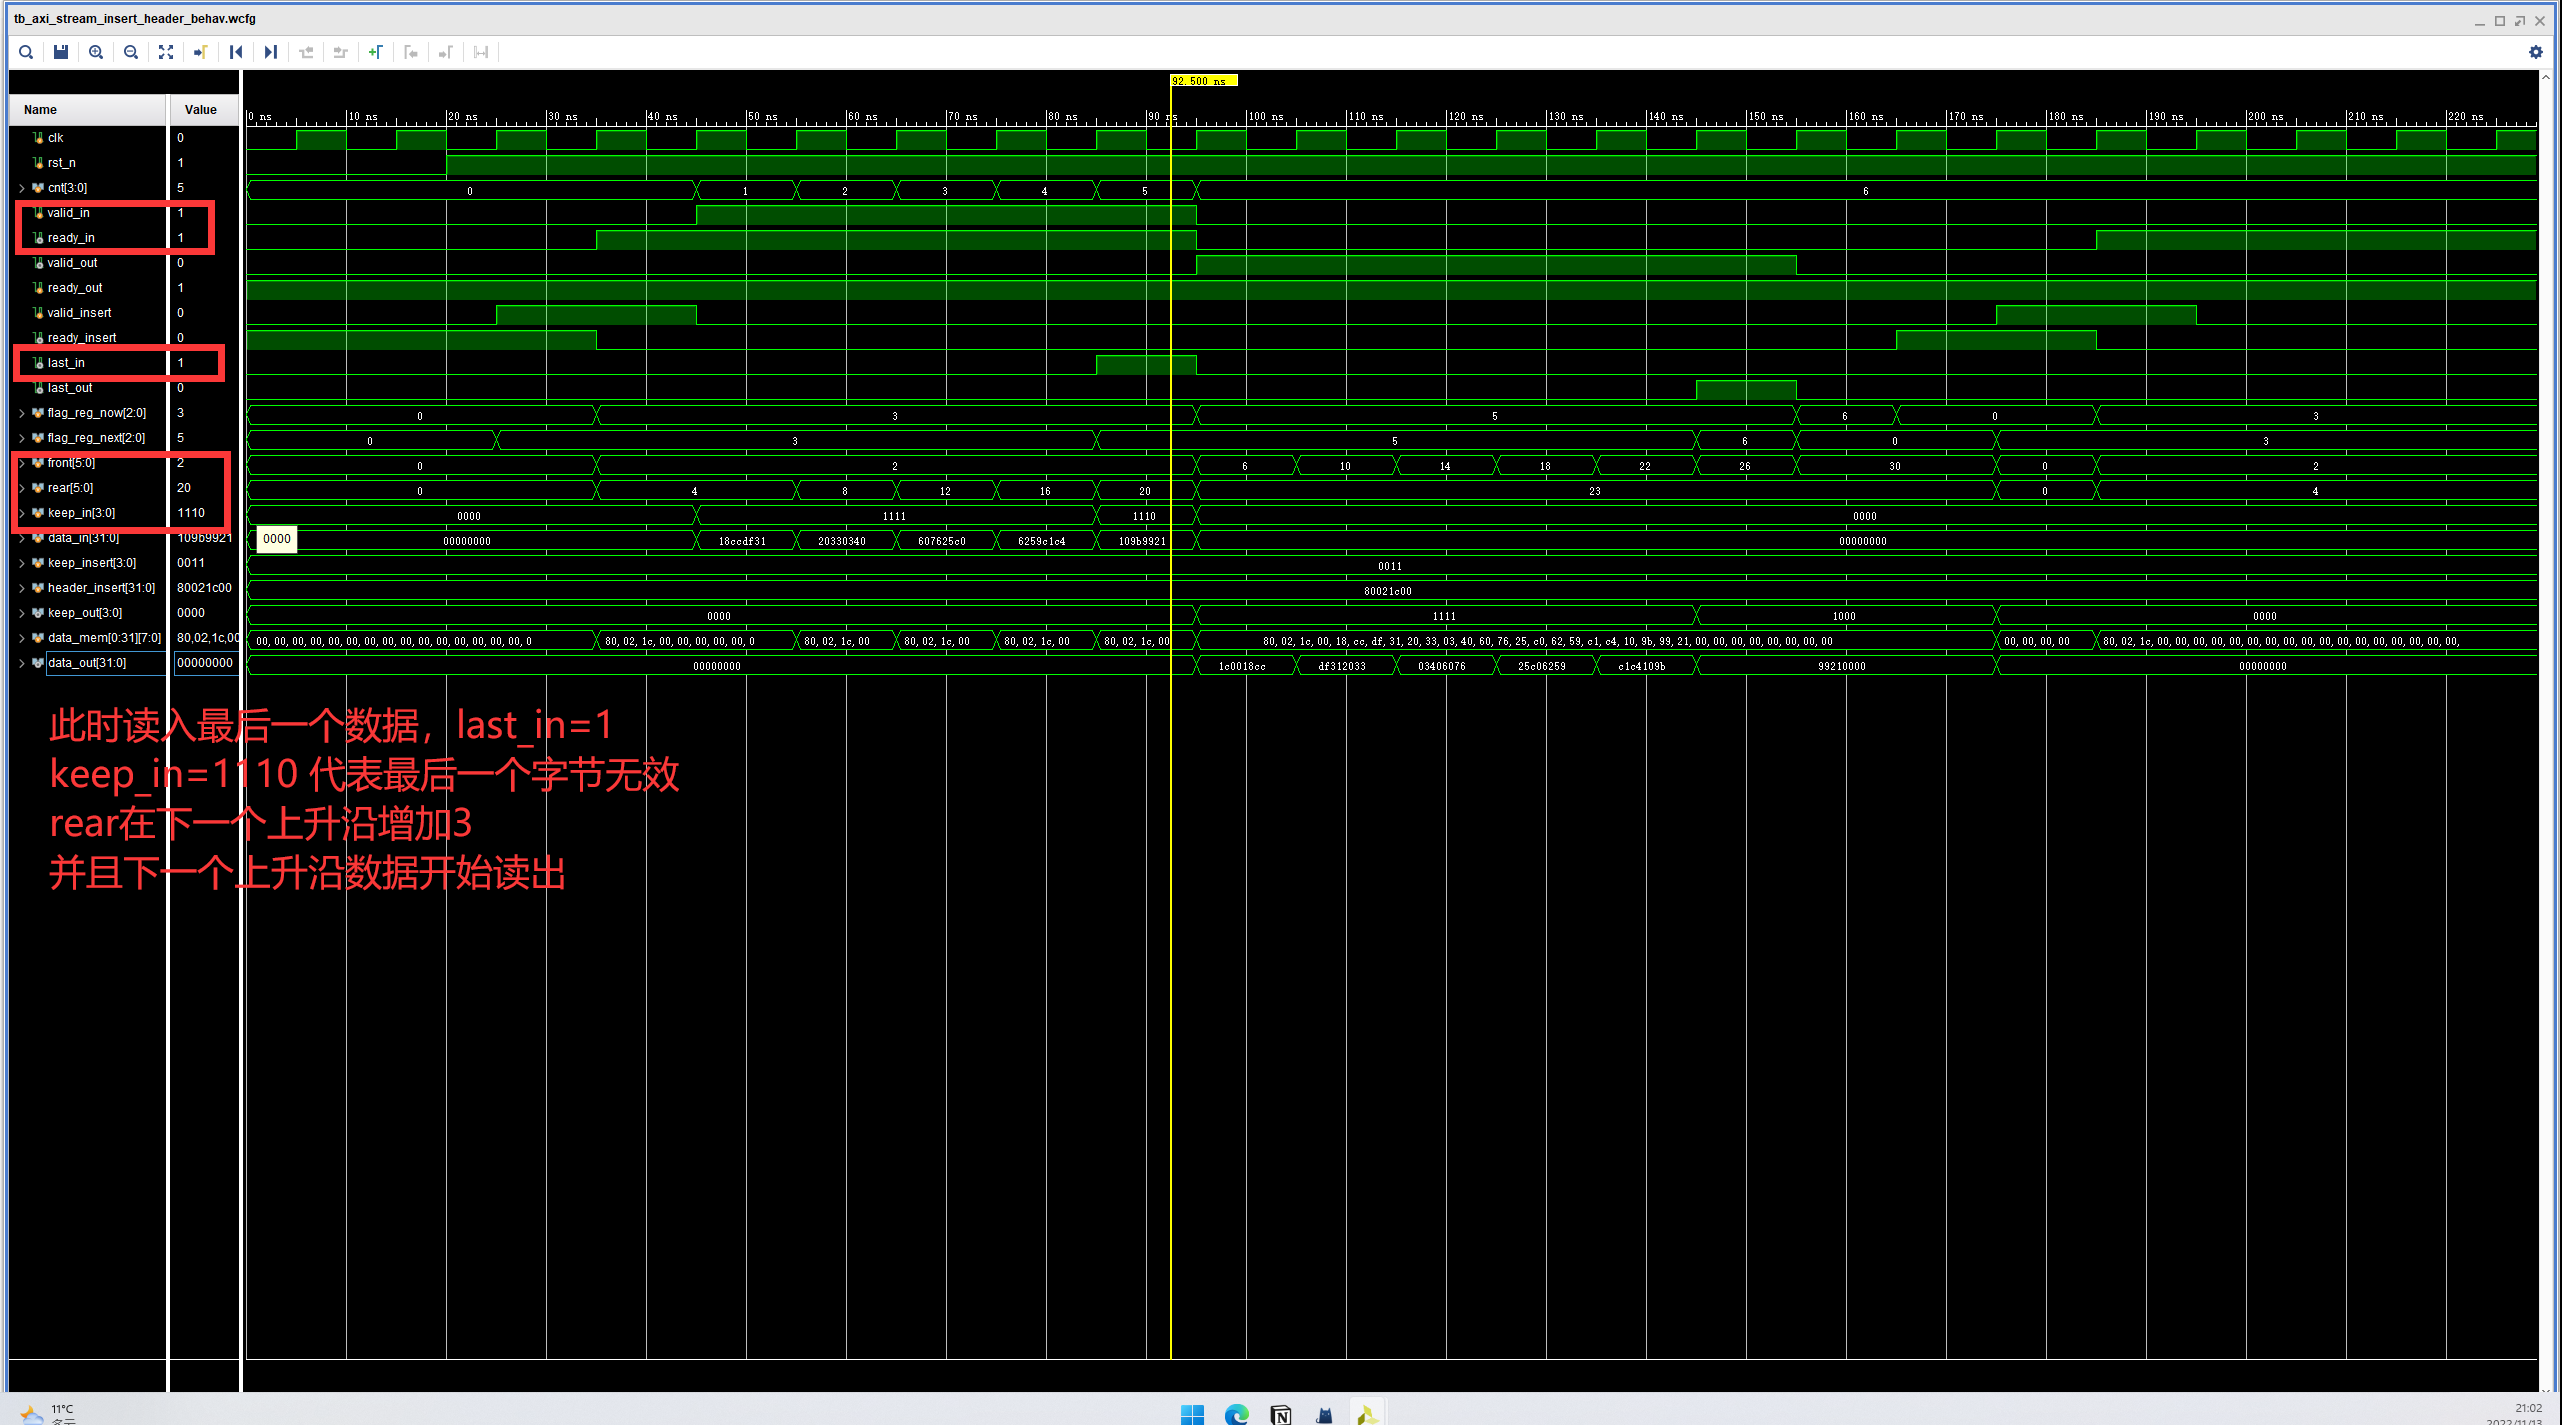 tb_axi_stream_insert_header_behav.wcfg
92.500 ns
Name Value
0 ns 10 ns 20 ns 30 ns 40 ns 50 ns 60 ns 70 ns 80 ns 90 ns 100 ns 110 ns 120 ns 130 ns 140 ns 150 ns 160 ns 170 ns 180 ns 190 ns 200 ns 210 ns 220 ns
clk 0
rst_n 1
cnt[3:0] 5 0 1 2 3 4 5 6
valid_in 1
ready_in 1
valid_out 0
ready_out 1
valid_insert 0
ready_insert 0
last_in 1
last_out 0
flag_reg_now[2:0] 3 0 3 5 6 0 3
flag_reg_next[2:0] 5 0 3 5 6 0 3
front[5:0] 2 0 2 6 10 14 18 22 26 30 0 2
rear[5:0] 20 0 4 8 12 16 20 23 0 4
keep_in[3:0] 1110 0000 1111 1110 0000
data_in[31:0] 109b9921 0000 00000000 18ccdf31 20330340 607625c0 6259c1c4 109b9921 00000000
keep_insert[3:0] 0011 0011
header_insert[31:0] 80021c00 80021c00
keep_out[3:0] 0000 0000 1111 1000 0000
data_mem[0:31][7:0] 80,02,1c,00 00,00,00,00,00,00,00,00,00,00,00,00,00,00,00,0 80,02,1c,00,00,00,00,00,0 80,02,1c,00 80,02,1c,00 80,02,1c,00 80,02,1c,00 80,02,1c,00,18,cc,df,31,20,33,03,40,60,76,25,c0,62,59,c1,c4,10,9b,99,21,00,00,00,00,00,00,00,00 00,00,00,00 80,02,1c,00,00,00,00,00,00,00,00,00,00,00,00,00,00,00,00,00,
data_out[31:0] 00000000 00000000 1c0018cc df312033 03406076 25c06259 c1c4109b 99210000 00000000
此时读入最后一个数据，last_in=1
keep_in=1110 代表最后一个字节无效
rear在下一个上升沿增加3
并且下一个上升沿数据开始读出
11°C
多云
21:02
2022/11/13